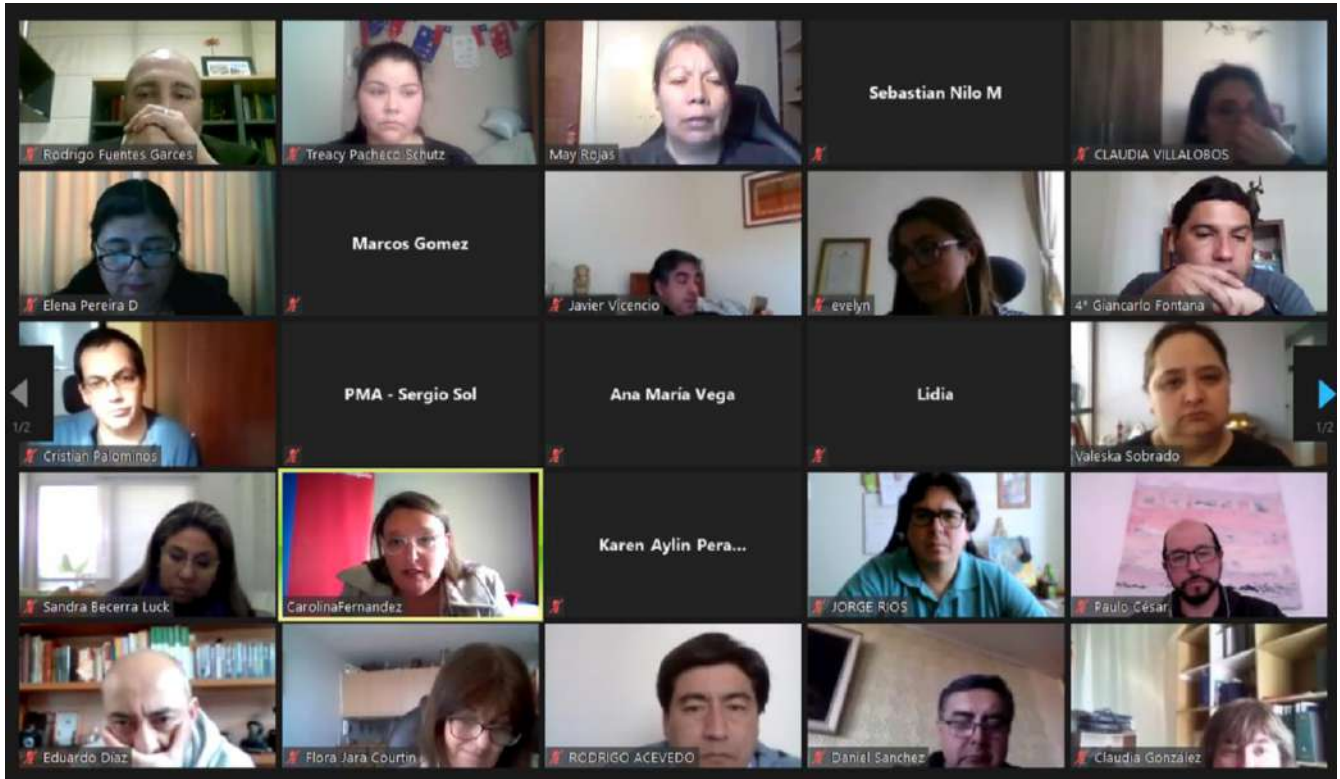 Rodrigo Fuentes Garces
Treacy Pacheco Schutz
May Rojas
Sebastian Nilo M
CLAUDIA VILLALOBOS
Elena Pereira D
Marcos Gomez
Javier Vicencio
evelyn
4° Giancarlo Fontana
1/2
Cristian Palominos
PMA - Sergio Sol
Ana María Vega
Lidia
Valeska Sobrado
1/2
Sandra Becerra Luck
CarolinaFernandez
Karen Aylin Pera...
JORGE RIOS
Paulo César
Eduardo Díaz
Flora Jara Courtin
RODRIGO ACEVEDO
Daniel Sanchez
Claudia González